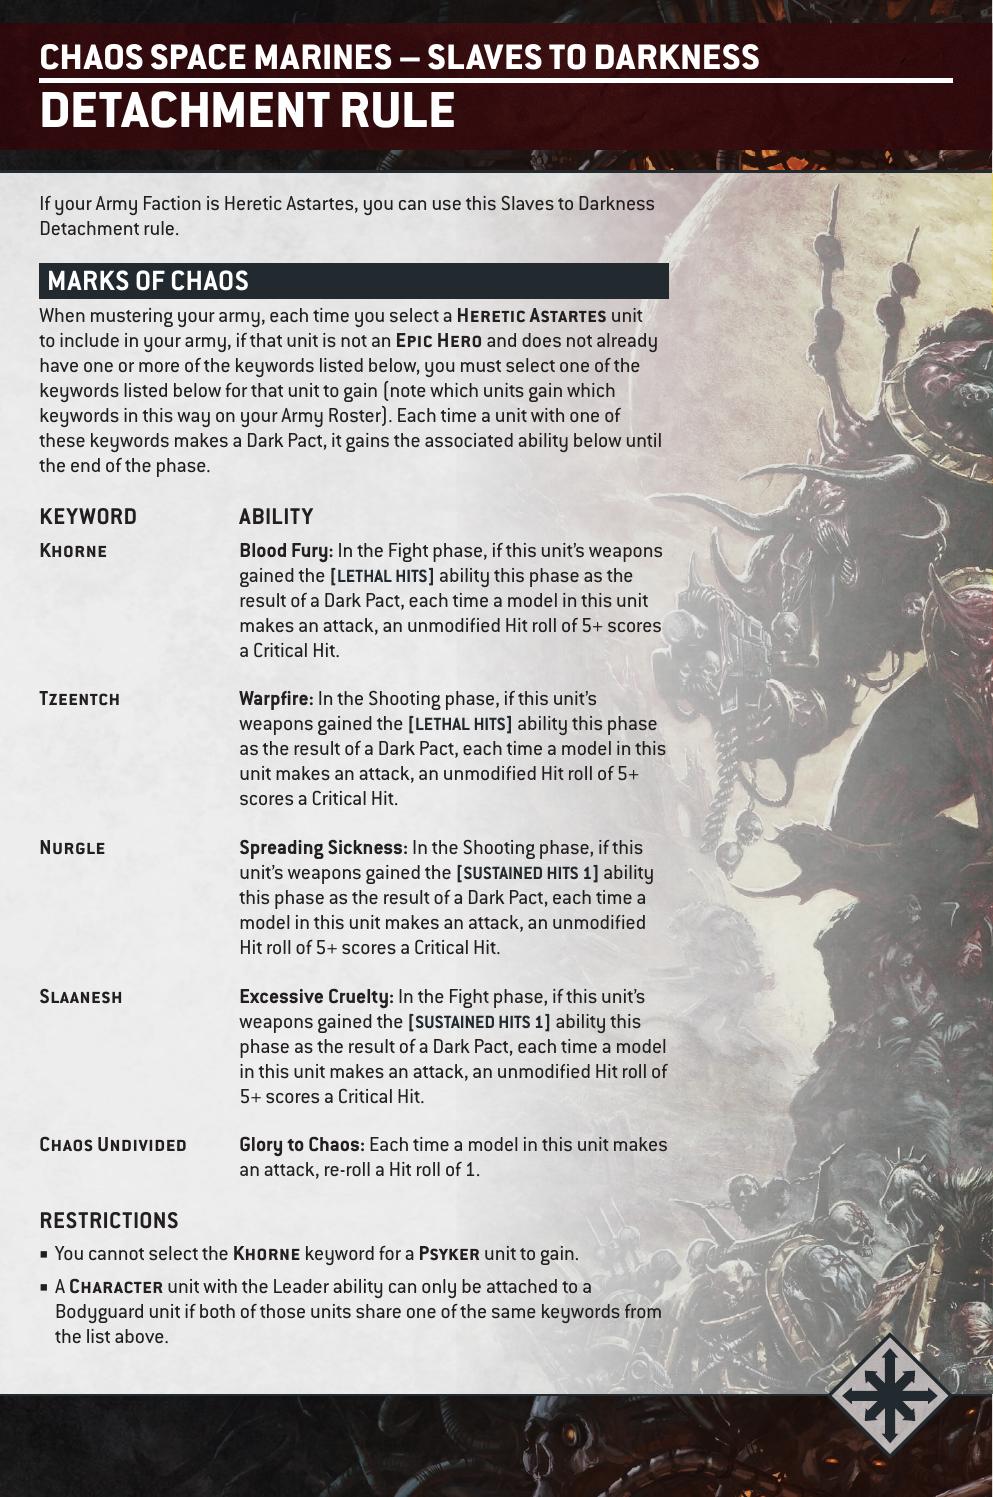 CHAOS SPACE MARINES – SLAVES TO DARKNESS
DETACHMENT RULE
If your Army Faction is Heretic Astartes, you can use this Slaves to Darkness
Detachment rule.
MARKS OF CHAOS
When mustering your army, each time you select a HERETIC ASTARTES unit
to include in your army, if that unit is not an EPIC HERO and does not already
have one or more of the keywords listed below, you must select one of the
keywords listed below for that unit to gain (note which units gain which
keywords in this way on your Army Roster). Each time a unit with one of
these keywords makes a Dark Pact, it gains the associated ability below until
the end of the phase.
KEYWORD ABILITY
KHORNE Blood Fury: In the Fight phase, if this unit's weapons
gained the [LETHAL HITS] ability this phase as the
result of a Dark Pact, each time a model in this unit
makes an attack, an unmodified Hit roll of 5+ scores
a Critical Hit.
TZEENTCH Warpfire: In the Shooting phase, if this unit's
weapons gained the [LETHAL HITS] ability this phase
as the result of a Dark Pact, each time a model in this
unit makes an attack, an unmodified Hit roll of 5+
scores a Critical Hit.
NURGLE Spreading Sickness: In the Shooting phase, if this
unit's weapons gained the [SUSTAINED HITS 1] ability
this phase as the result of a Dark Pact, each time a
model in this unit makes an attack, an unmodified
Hit roll of 5+ scores a Critical Hit.
SLAANESH Excessive Cruelty: In the Fight phase, if this unit's
weapons gained the [SUSTAINED HITS 1] ability this
phase as the result of a Dark Pact, each time a model
in this unit makes an attack, an unmodified Hit roll of
5+ scores a Critical Hit.
CHAOS UNDIVIDED Glory to Chaos: Each time a model in this unit makes
an attack, re-roll a Hit roll of 1.
RESTRICTIONS
▪ You cannot select the KHORNE keyword for a PSYKER unit to gain.
▪ A CHARACTER unit with the Leader ability can only be attached to a
Bodyguard unit if both of those units share one of the same keywords from
the list above.